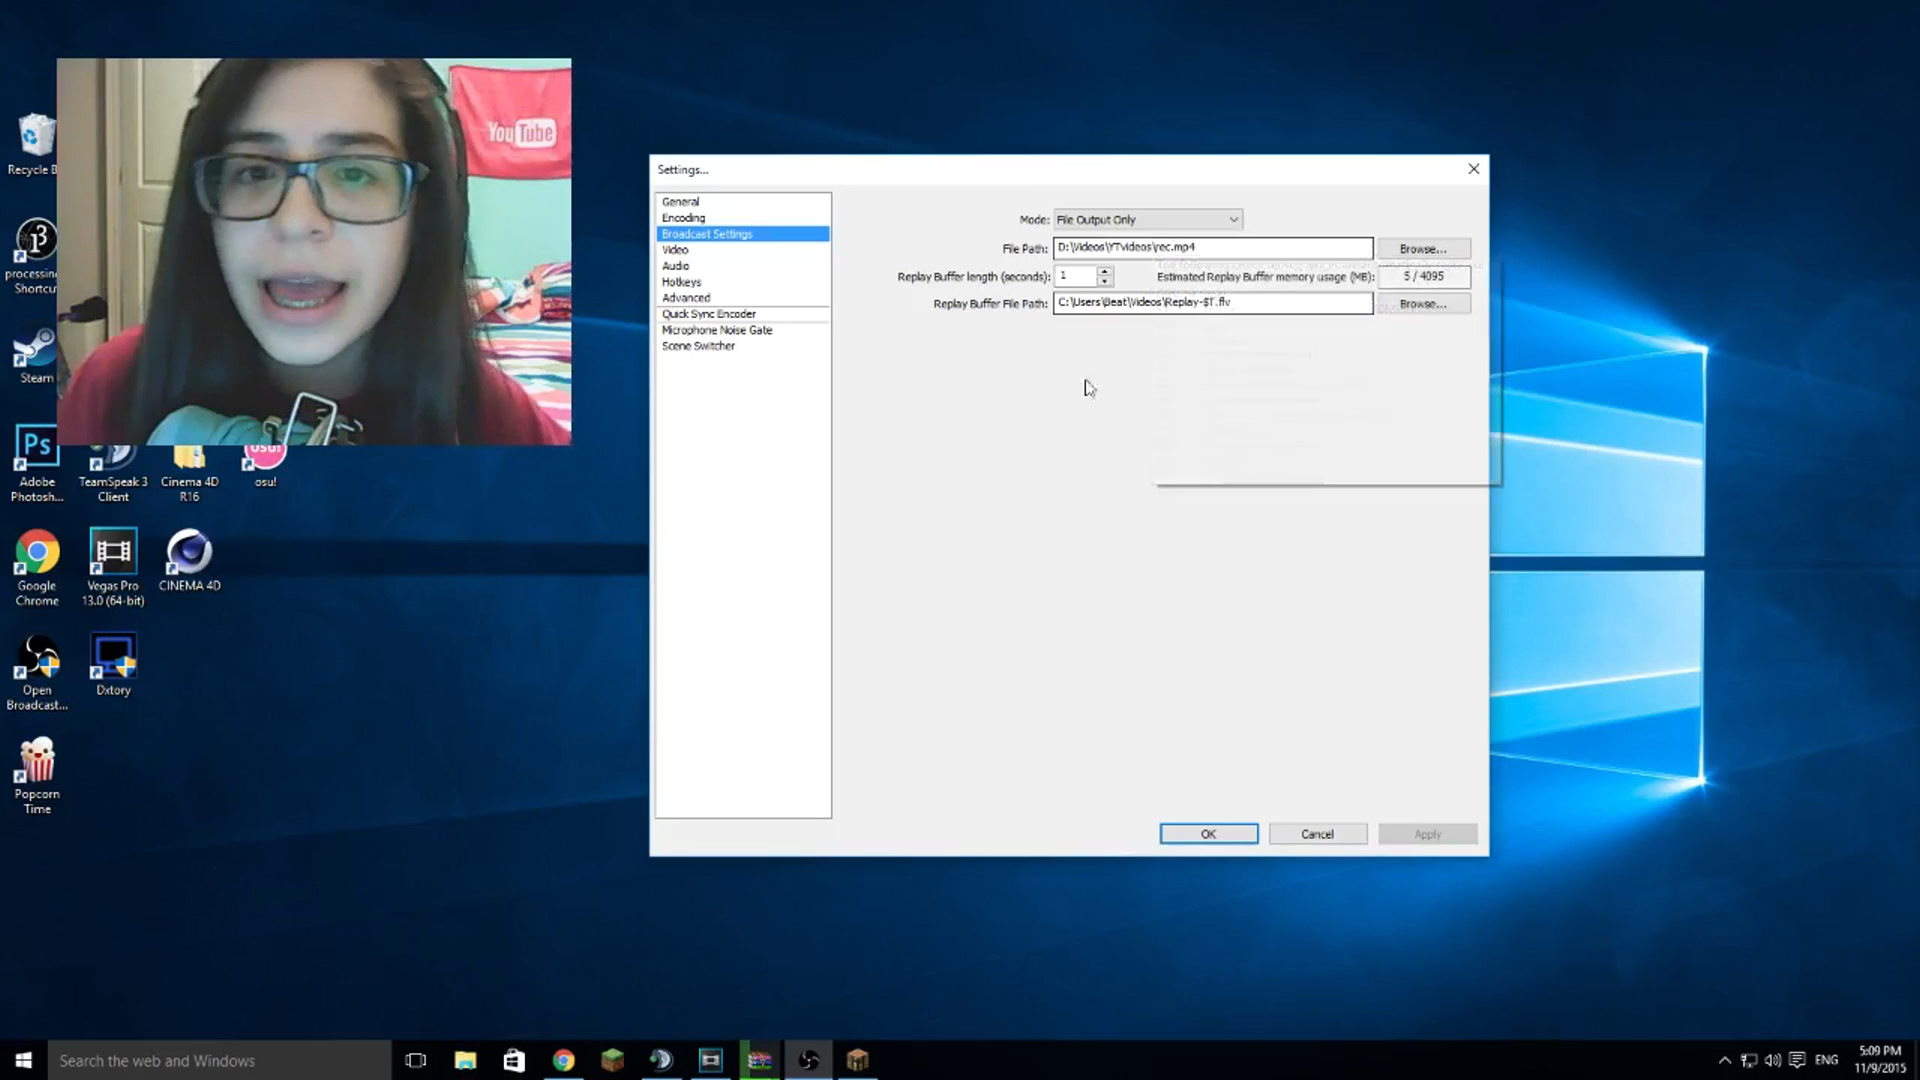 YouTube
Recycle B
processing
Shortcu
Steam
Ps
Adobe
Photosh...
TeamSpeak 3
Client
Cinema 4D
R16
osu!
osu!
Google
Chrome
Vegas Pro
13.0 (64-bit)
CINEMA 4D
Open
Broadcast...
Dxtory
Popcorn
Time
Settings...
General
Encoding
Broadcast Settings
Video
Audio
Hotkeys
Advanced
Quick Sync Encoder
Microphone Noise Gate
Scene Switcher
Mode: File Output Only
File Path: D:\Videos\YTvideos\rec.mp4 Browse...
Replay Buffer length (seconds): 1 Estimated Replay Buffer memory usage (MB): 5 / 4095
Replay Buffer File Path: C:\Users\Beat\Videos\Replay-$T.flv Browse...
OK Cancel Apply
Search the web and Windows
ENG
5:09 PM
11/9/2015